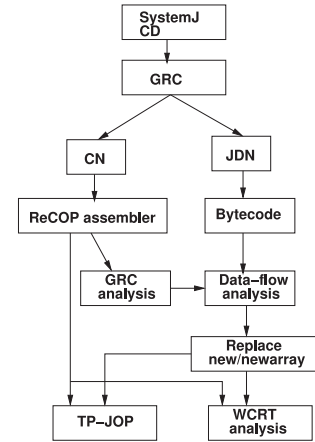 SystemJ
CD
GRC
CN
JDN
ReCOP assembler
Bytecode
GRC
analysis
Data-flow
analysis
Replace
new/newarray
TP-JOP
WCRT
analysis